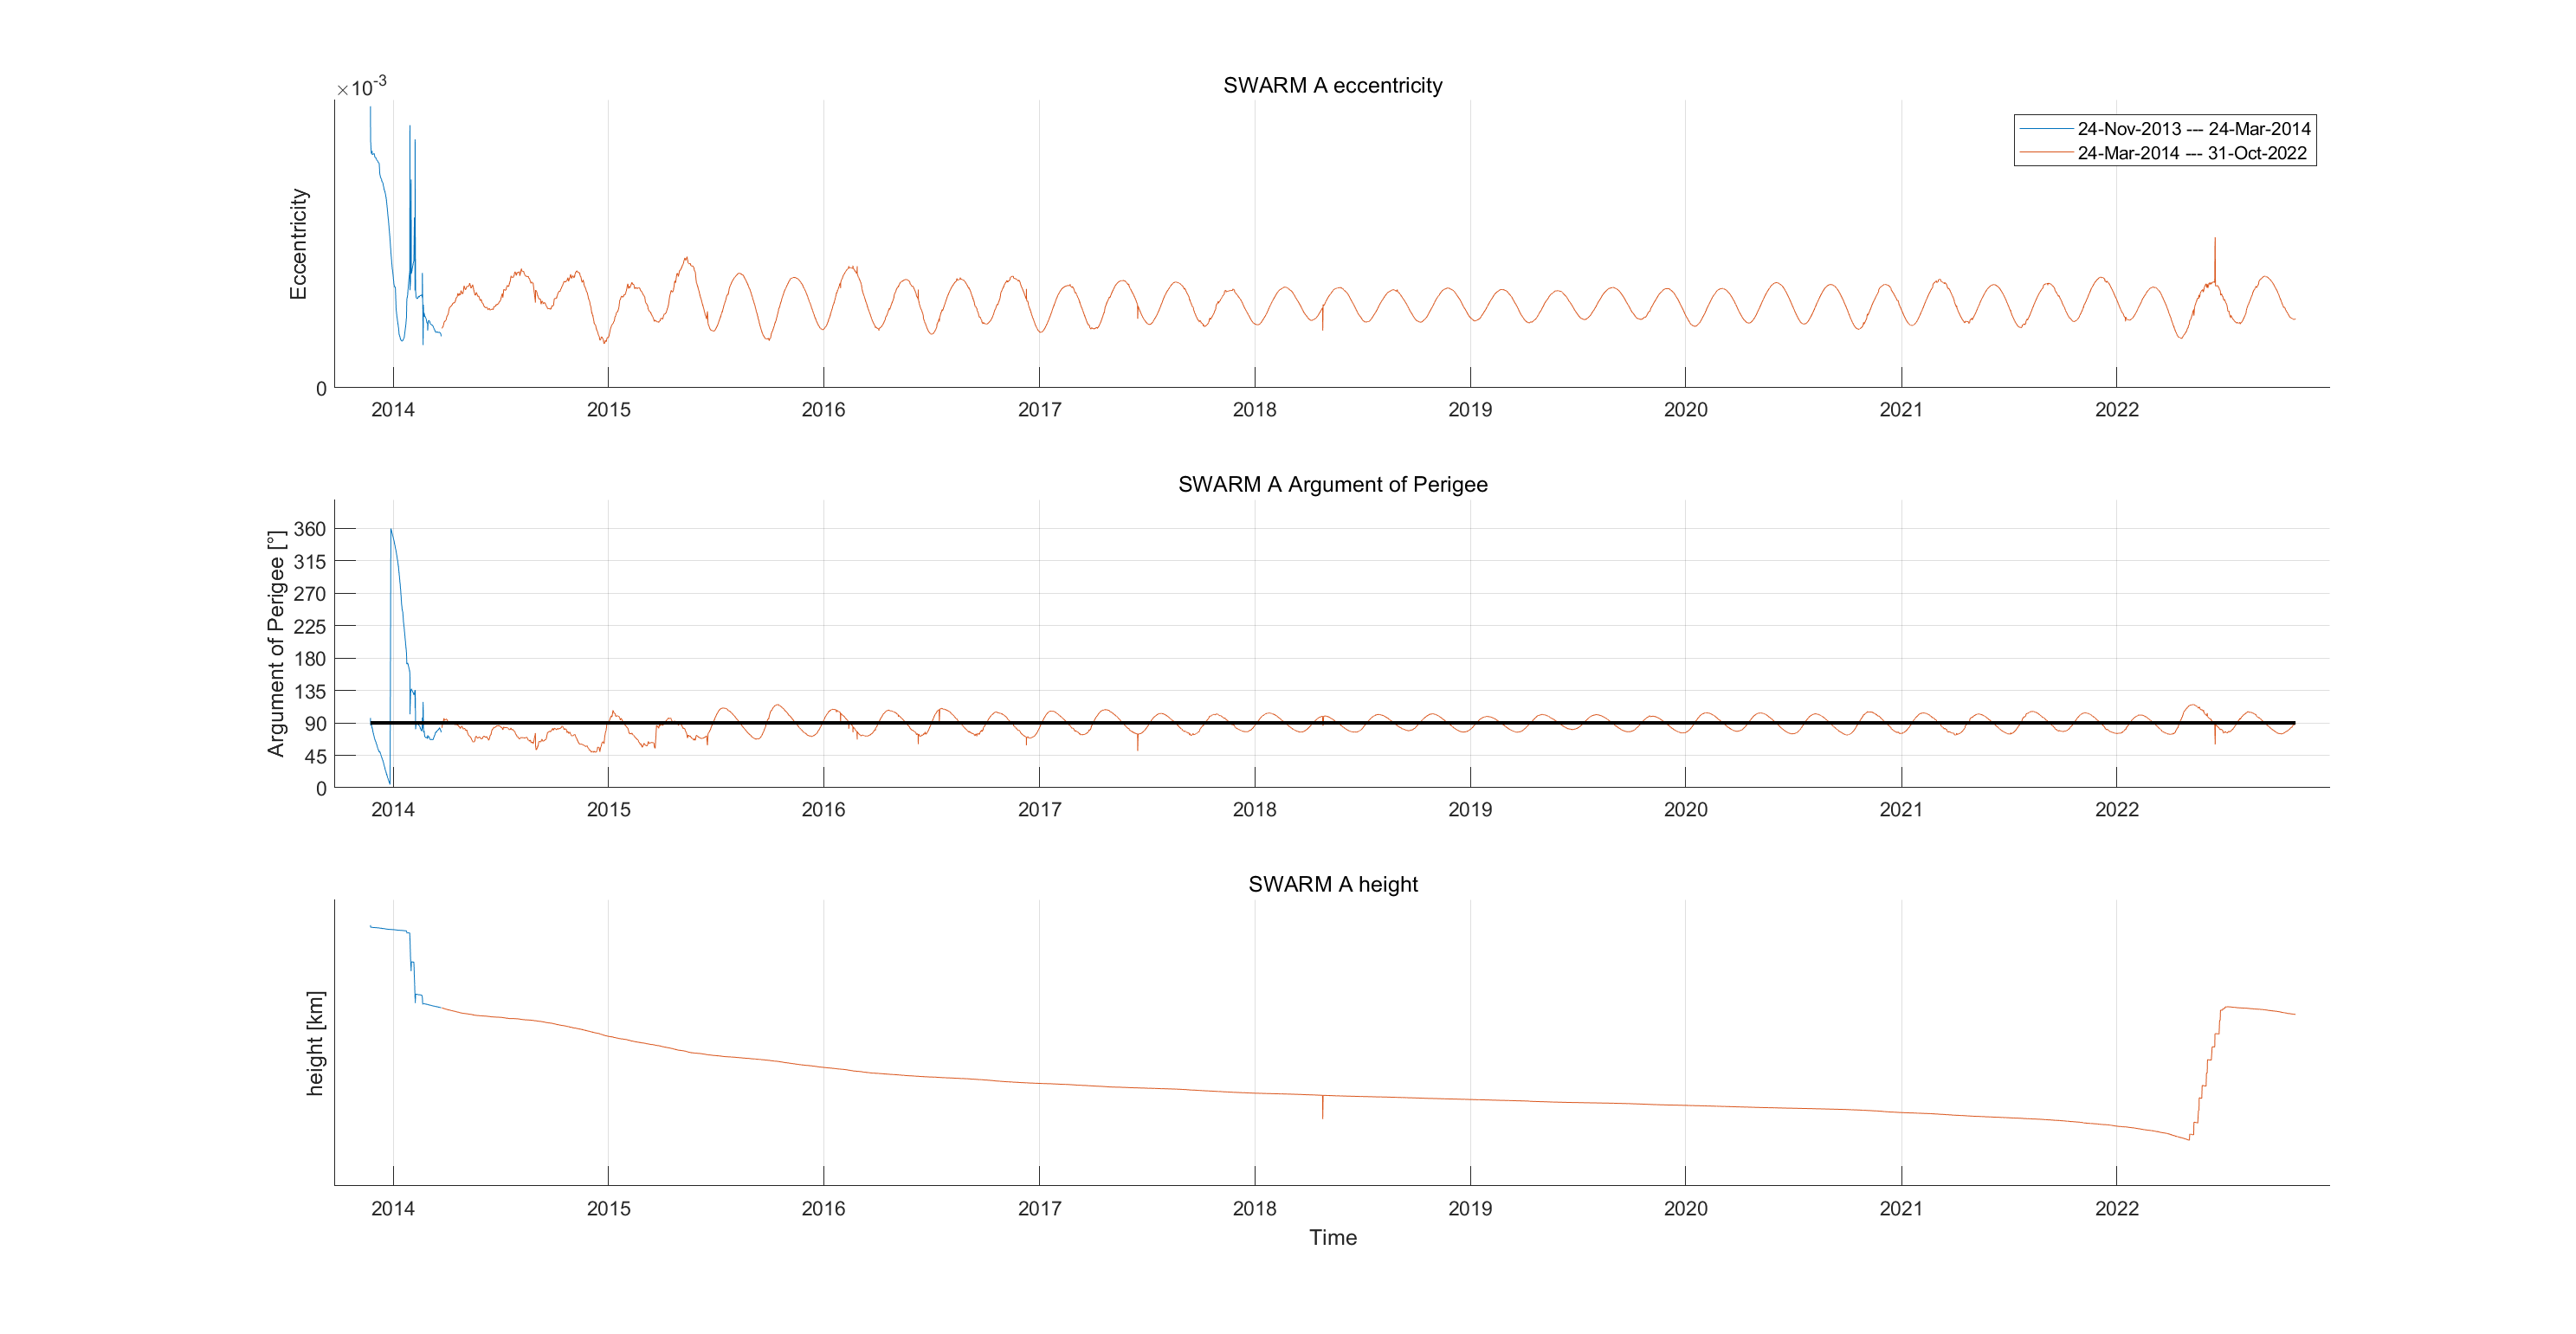 SWARM A eccentricity
×10-3
Eccentricity
0
2014 2015 2016 2017 2018 2019 2020 2021 2022
24-Nov-2013 --- 24-Mar-2014
24-Mar-2014 --- 31-Oct-2022
SWARM A Argument of Perigee
Argument of Perigee [°]
360
315
270
225
180
135
90
45
0
2014 2015 2016 2017 2018 2019 2020 2021 2022
SWARM A height
height [km]
2014 2015 2016 2017 2018 2019 2020 2021 2022
Time